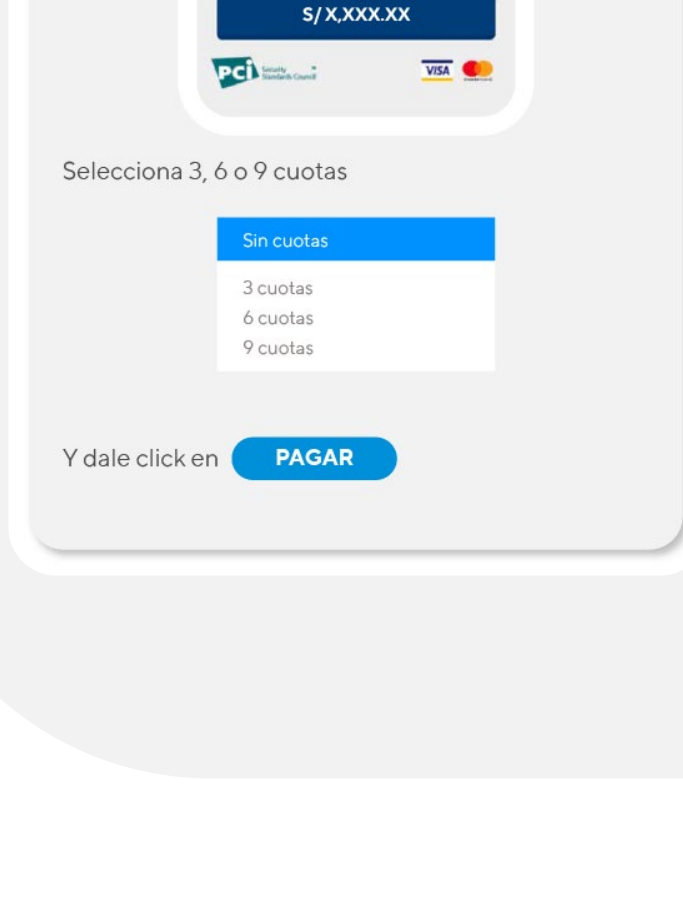 S/ X,XXX.XX
PCI Security Standards Council
VISA
mastercard
Selecciona 3, 6 o 9 cuotas
Sin cuotas
3 cuotas
6 cuotas
9 cuotas
Y dale click en PAGAR